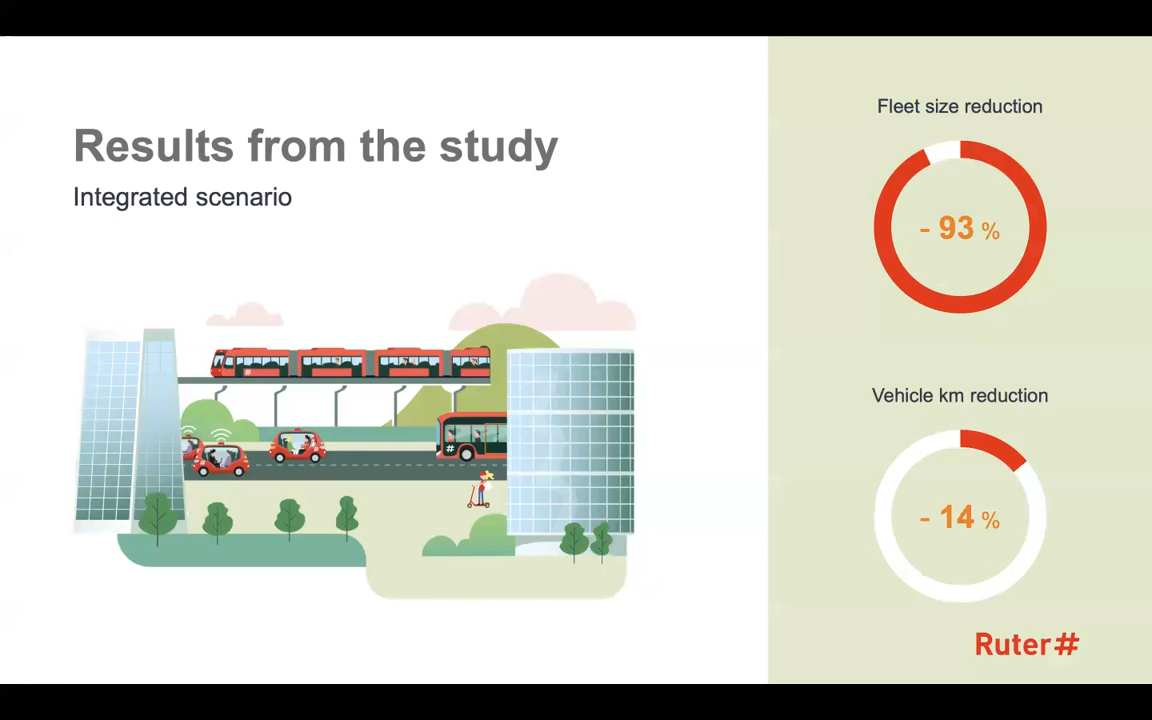 Results from the study
Integrated scenario
Fleet size reduction
- 93 %
Vehicle km reduction
- 14 %
Ruter#